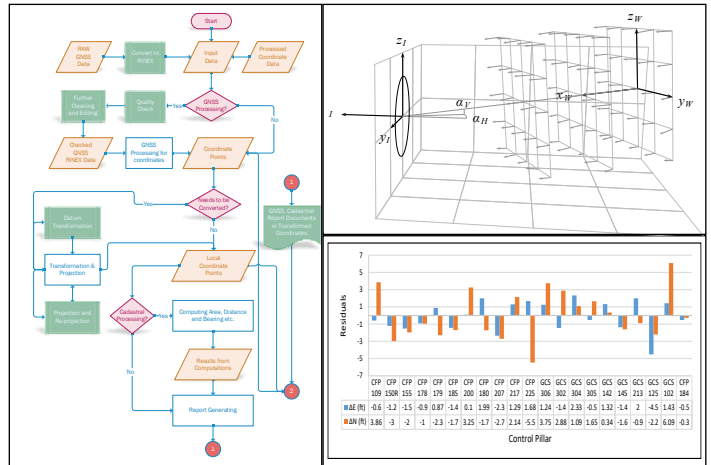 Start
RAW
GNSS
Data
Convert to
RINEX
Input
Data
Processed
Coordinate
Data
Further
Cleaning
and Editing
Quality
Check
Yes
GNSS
Processing?
No
Checked
GNSS
RINEX Data
GNSS
Processing for
coordinates
Coordinate
Points
1
Yes
Needs to be
Converted?
No
Datum
Transformation
GNSS, Cadastral
Report Documents
or Transformed
Coordinates
Transformation &
Projection
Local
Coordinate
Points
Projection and
Re-projection
Cadastral
Processing?
Yes
Computing Area, Distance
and Bearing etc.
No
Results from
Computations
Report Generating
2
1
z_I
z_W
α_V
x_W
y_W
I
α_H
y_I
7
5
3
1
-1
-3
-5
-7
Residuals
CFP CFP CFP CFP CFP CFP CFP CFP CFP CFP CFP GCS GCS GCS GCS GCS GCS GCS GCS GCS CFP
109 150R 155 178 179 185 200 180 207 217 225 306 302 304 305 142 145 213 125 102 184
ΔE (ft) -0.6 -1.2 -1.5 -0.9 0.87 -1.4 0.1 1.99 -2.3 1.29 1.68 1.24 -1.4 2.33 -0.5 1.32 -1.4 2 -4.5 1.43 -0.5
ΔN (ft) 3.86 -3 -2 -1 -2.3 -1.7 3.25 -1.7 -2.7 2.14 -5.5 3.75 2.88 1.09 1.65 0.34 -1.6 -0.9 -2.2 6.09 -0.3
Control Pillar